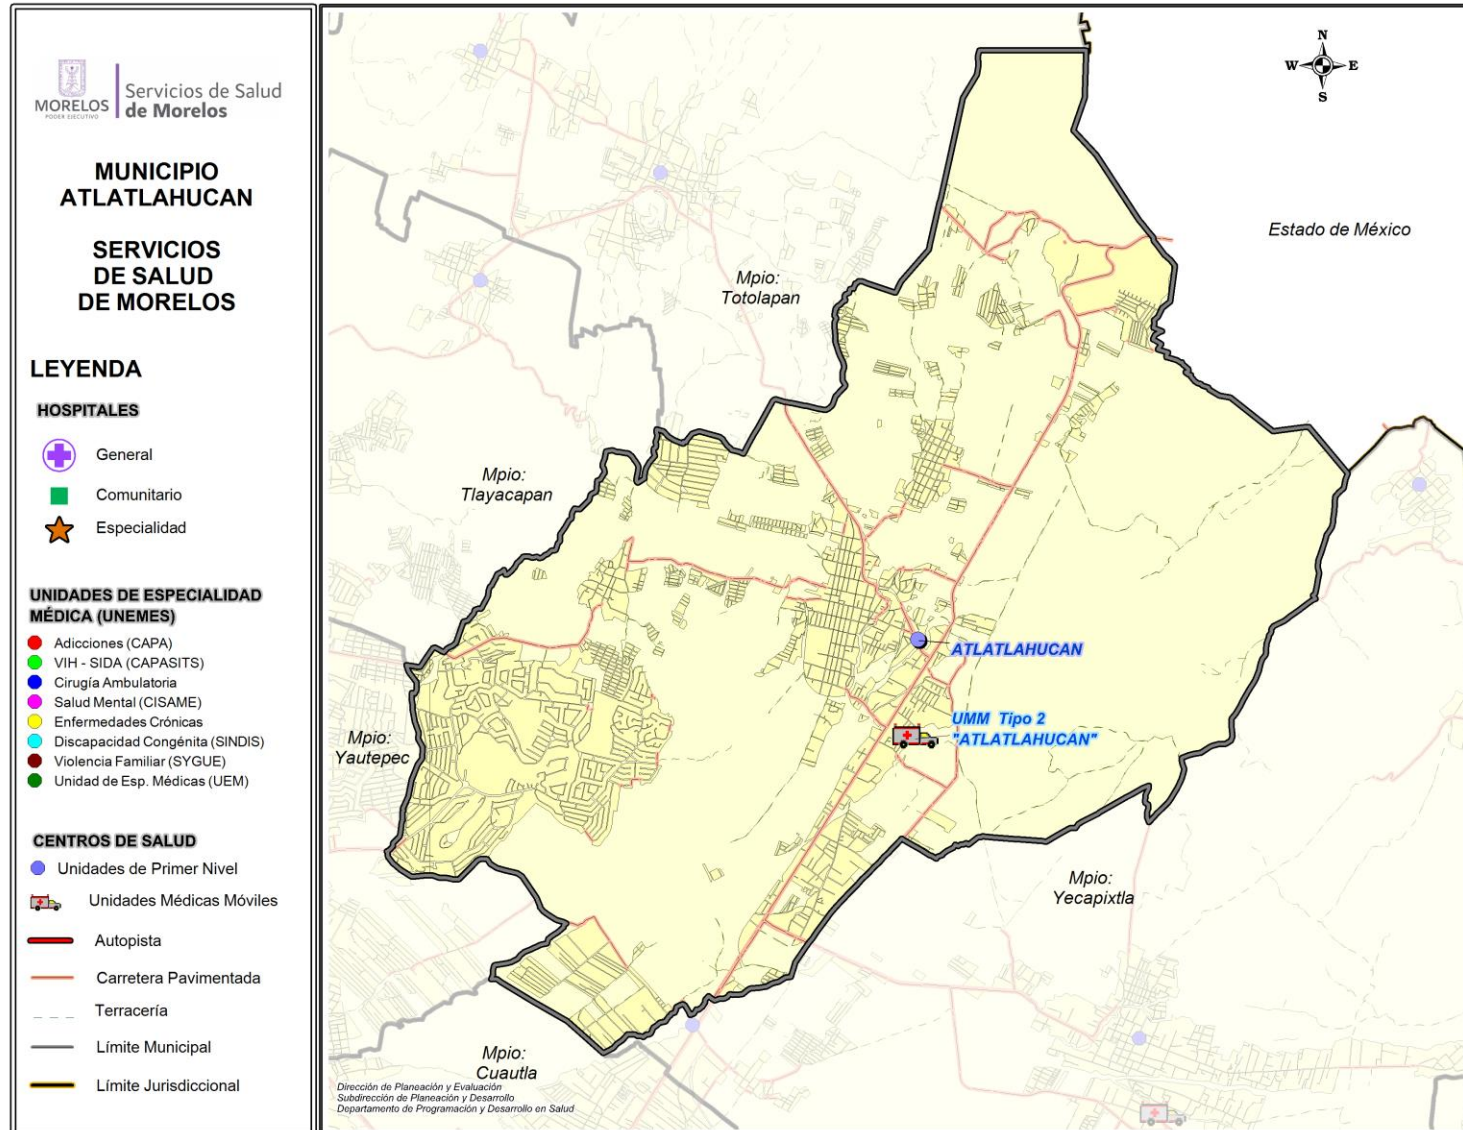 MORELOS
PODER EJECUTIVO
Servicios de Salud
de Morelos
MUNICIPIO
ATLATLAHUCAN
SERVICIOS
DE SALUD
DE MORELOS
LEYENDA
HOSPITALES
General
Comunitario
Especialidad
UNIDADES DE ESPECIALIDAD
MÉDICA (UNEMES)
Adicciones (CAPA)
VIH - SIDA (CAPASITS)
Cirugía Ambulatoria
Salud Mental (CISAME)
Enfermedades Crónicas
Discapacidad Congénita (SINDIS)
Violencia Familiar (SYGUE)
Unidad de Esp. Médicas (UEM)
CENTROS DE SALUD
Unidades de Primer Nivel
Unidades Médicas Móviles
Autopista
Carretera Pavimentada
Terracería
Límite Municipal
Límite Jurisdiccional
N
W
E
S
Estado de México
Mpio:
Totolapan
Mpio:
Tlayacapan
ATLATLAHUCAN
UMM Tipo 2
"ATLATLAHUCAN"
Mpio:
Yautepec
Mpio:
Yecapixtla
Mpio:
Cuautla
Dirección de Planeación y Evaluación
Subdirección de Planeación y Desarrollo
Departamento de Programación y Desarrollo en Salud